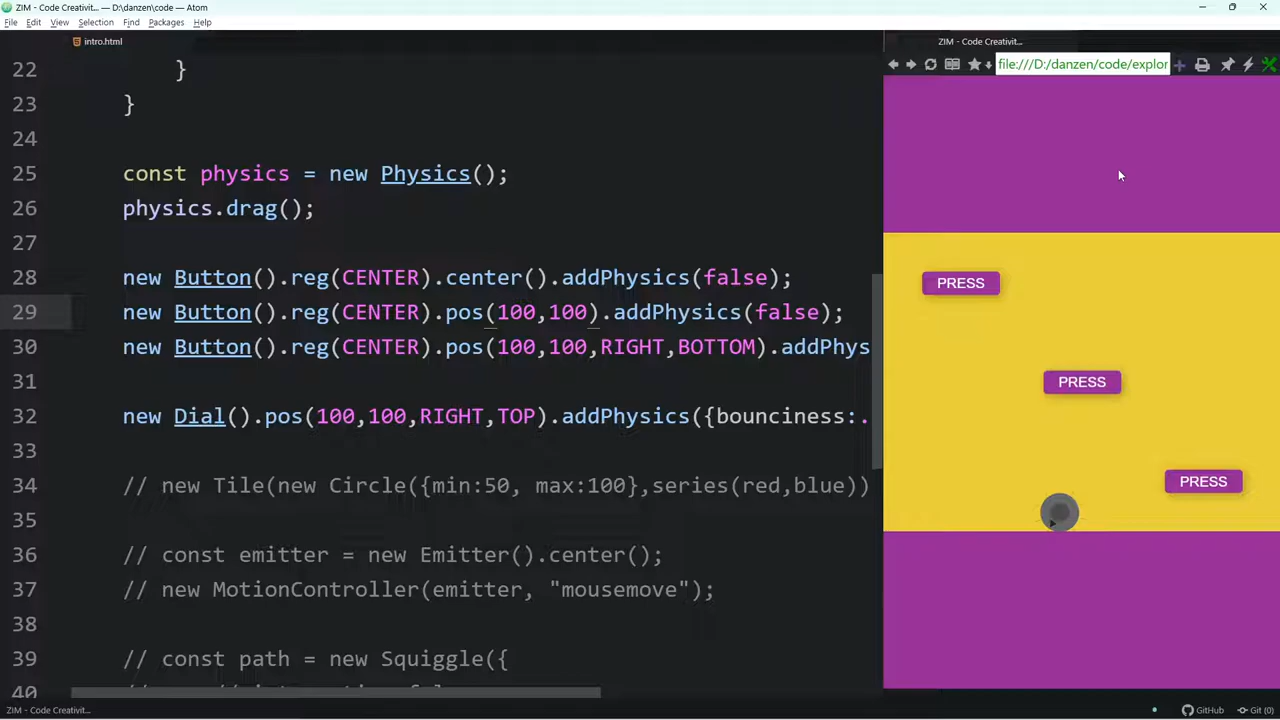 ZIM - Code Creativit... — D:\danzen\code — Atom
File Edit View Selection Find Packages Help
intro.html
ZIM - Code Creativit...
file:///D:/danzen/code/explor
22 }
23 }
24
25 const physics = new Physics();
26 physics.drag();
27
28 new Button().reg(CENTER).center().addPhysics(false);
29 new Button().reg(CENTER).pos(100,100).addPhysics(false);
30 new Button().reg(CENTER).pos(100,100,RIGHT,BOTTOM).addPhys
31
32 new Dial().pos(100,100,RIGHT,TOP).addPhysics({bounciness:.
33
34 // new Tile(new Circle({min:50, max:100},series(red,blue))
35
36 // const emitter = new Emitter().center();
37 // new MotionController(emitter, "mousemove");
38
39 // const path = new Squiggle({
40
PRESS
PRESS
PRESS
ZIM - Code Creativit...
GitHub
Git (0)